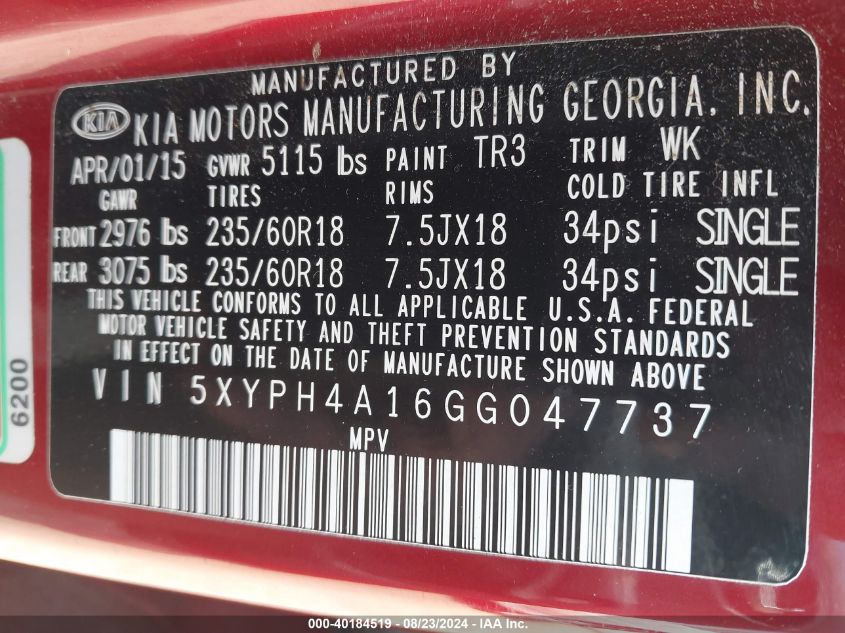 MANUFACTURED BY
KIA KIA MOTORS MANUFACTURING GEORGIA, INC.
APR/01/15 GVWR 5115 lbs PAINT TR3 TRIM WK
GAWR TIRES RIMS COLD TIRE INFL
FRONT 2976 lbs 235/60R18 7.5JX18 34psi SINGLE
REAR 3075 lbs 235/60R18 7.5JX18 34psi SINGLE
THIS VEHICLE CONFORMS TO ALL APPLICABLE U.S.A. FEDERAL
MOTOR VEHICLE SAFETY AND THEFT PREVENTION STANDARDS
IN EFFECT ON THE DATE OF MANUFACTURE SHOWN ABOVE
VIN 5XYPH4A16GG047737
MPV
6200
000-40184519 - 08/23/2024 - IAA Inc.